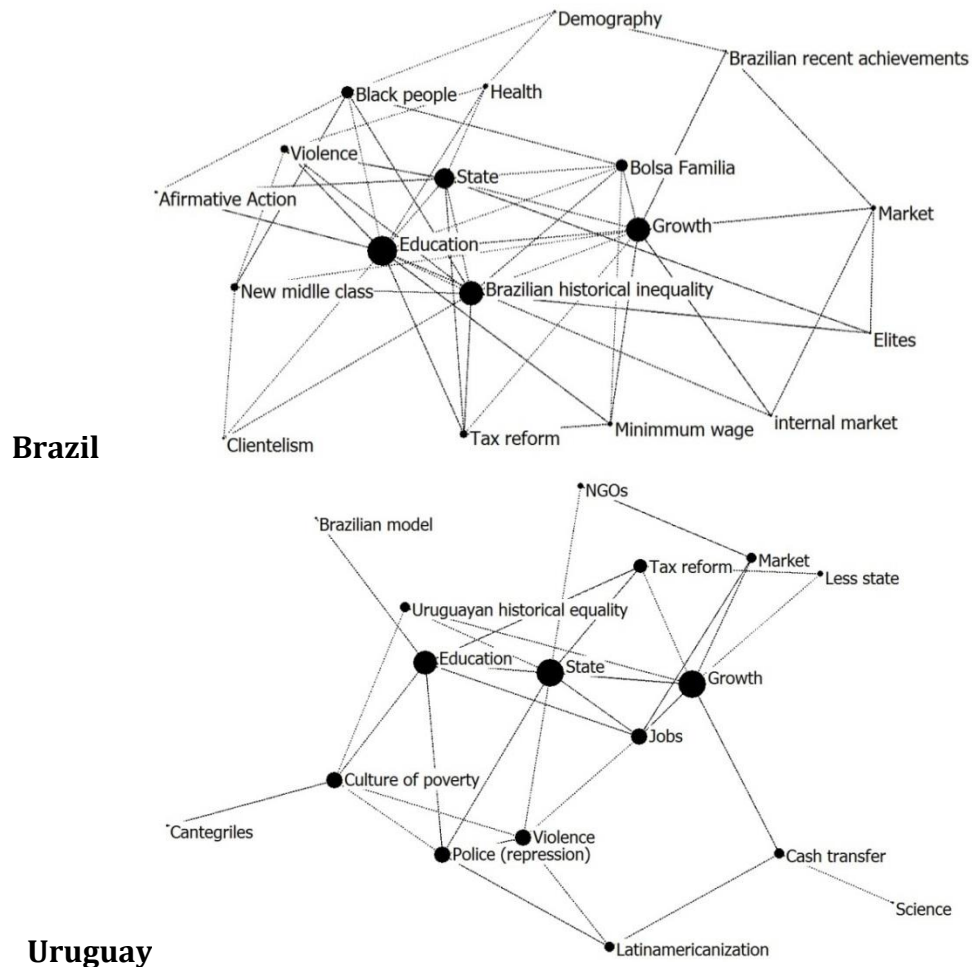 Demography
Brazilian recent achievements
Black people
Health
Violence
State
Bolsa Familia
Afirmative Action
Market
Education
Growth
New midlle class
Brazilian historical inequality
Elites
Clientelism
Tax reform
Minimmum wage
internal market
Brazil
NGOs
Brazilian model
Tax reform
Market
Less state
Uruguayan historical equality
Education
State
Growth
Jobs
Culture of poverty
Cantegriles
Violence
Police (repression)
Cash transfer
Science
Latinamericanization
Uruguay